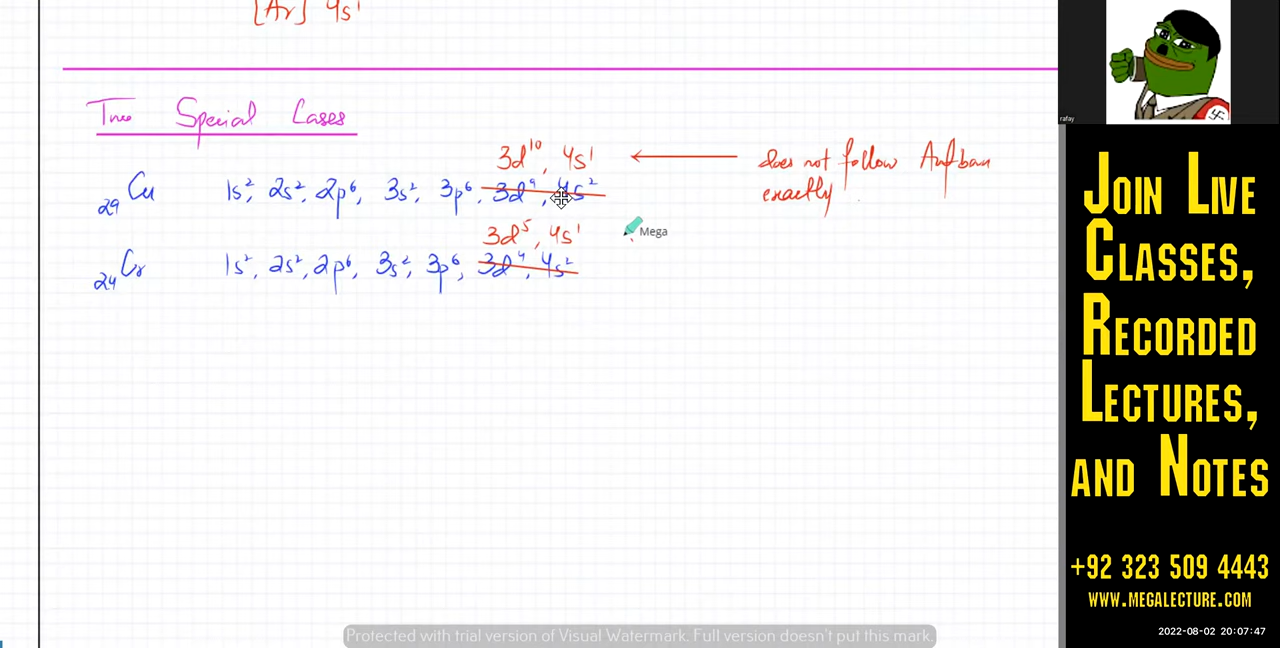 [Ar] 4s¹
Two Special Cases
3d¹⁰, 4s¹ ← does not follow Aufbau
exactly
₂₉Cu 1s², 2s², 2p⁶, 3s², 3p⁶, 3d⁹, 4s²
3d⁵, 4s¹
Mega
₂₄Cr 1s², 2s², 2p⁶, 3s², 3p⁶, 3d⁴, 4s²
rafay
JOIN LIVE
CLASSES,
RECORDED
LECTURES,
AND NOTES
+92 323 509 4443
WWW.MEGALECTURE.COM
2022-08-02 20:07:47
Protected with trial version of Visual Watermark. Full version doesn't put this mark.